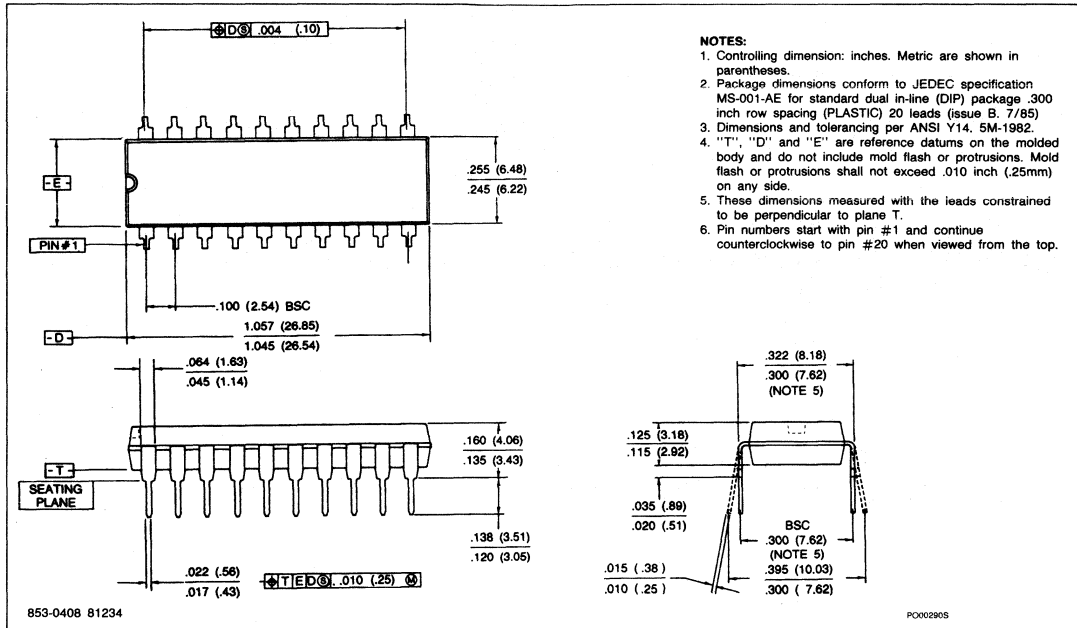 ⌖ D Ⓢ .004 (.10)
NOTES:
1. Controlling dimension: inches. Metric are shown in
parentheses.
2. Package dimensions conform to JEDEC specification
MS-001-AE for standard dual in-line (DIP) package .300
inch row spacing (PLASTIC) 20 leads (issue B. 7/85)
3. Dimensions and tolerancing per ANSI Y14. 5M-1982.
4. "T", "D" and "E" are reference datums on the molded
body and do not include mold flash or protrusions. Mold
flash or protrusions shall not exceed .010 inch (.25mm)
on any side.
5. These dimensions measured with the leads constrained
to be perpendicular to plane T.
6. Pin numbers start with pin #1 and continue
counterclockwise to pin #20 when viewed from the top.
-E-
.255 (6.48)
.245 (6.22)
PIN #1
.100 (2.54) BSC
-D-
1.057 (26.85)
1.045 (26.54)
.064 (1.63)
.045 (1.14)
.160 (4.06)
.135 (3.43)
-T-
SEATING
PLANE
.138 (3.51)
.120 (3.05)
.022 (.56)
.017 (.43)
⌖ T E D Ⓢ .010 (.25) Ⓜ
.322 (8.18)
.300 (7.62)
(NOTE 5)
.125 (3.18)
.115 (2.92)
.035 (.89)
.020 (.51)
BSC
.300 (7.62)
(NOTE 5)
.395 (10.03)
.300 ( 7.62)
.015 ( .38)
.010 ( .25 )
853-0408 81234
PO00290S